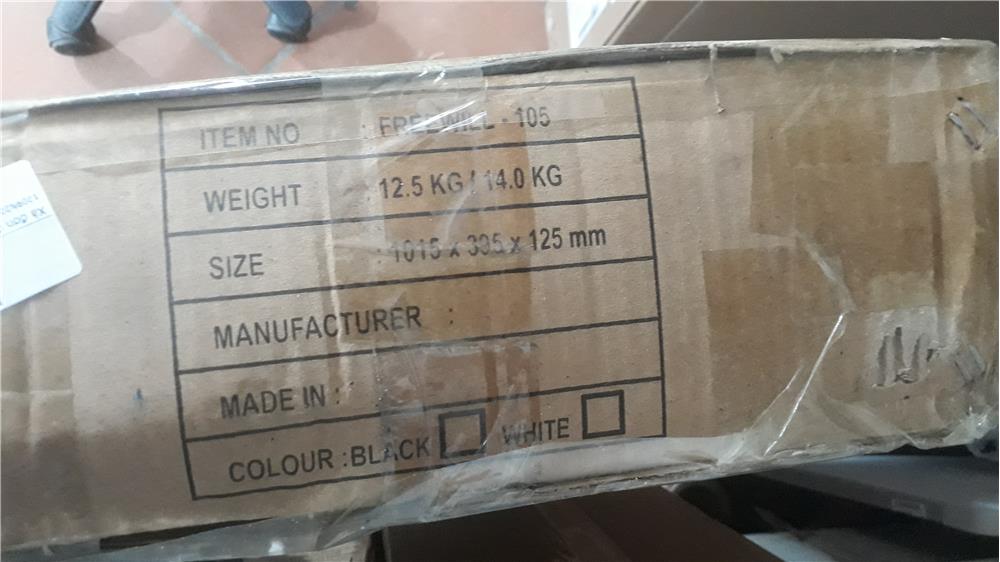 ITEM NO : FREEWILL - 105
WEIGHT : 12.5 KG / 14.0 KG
SIZE : 1015 x 395 x 125 mm
MANUFACTURER :
MADE IN :
COLOUR :BLACK WHITE